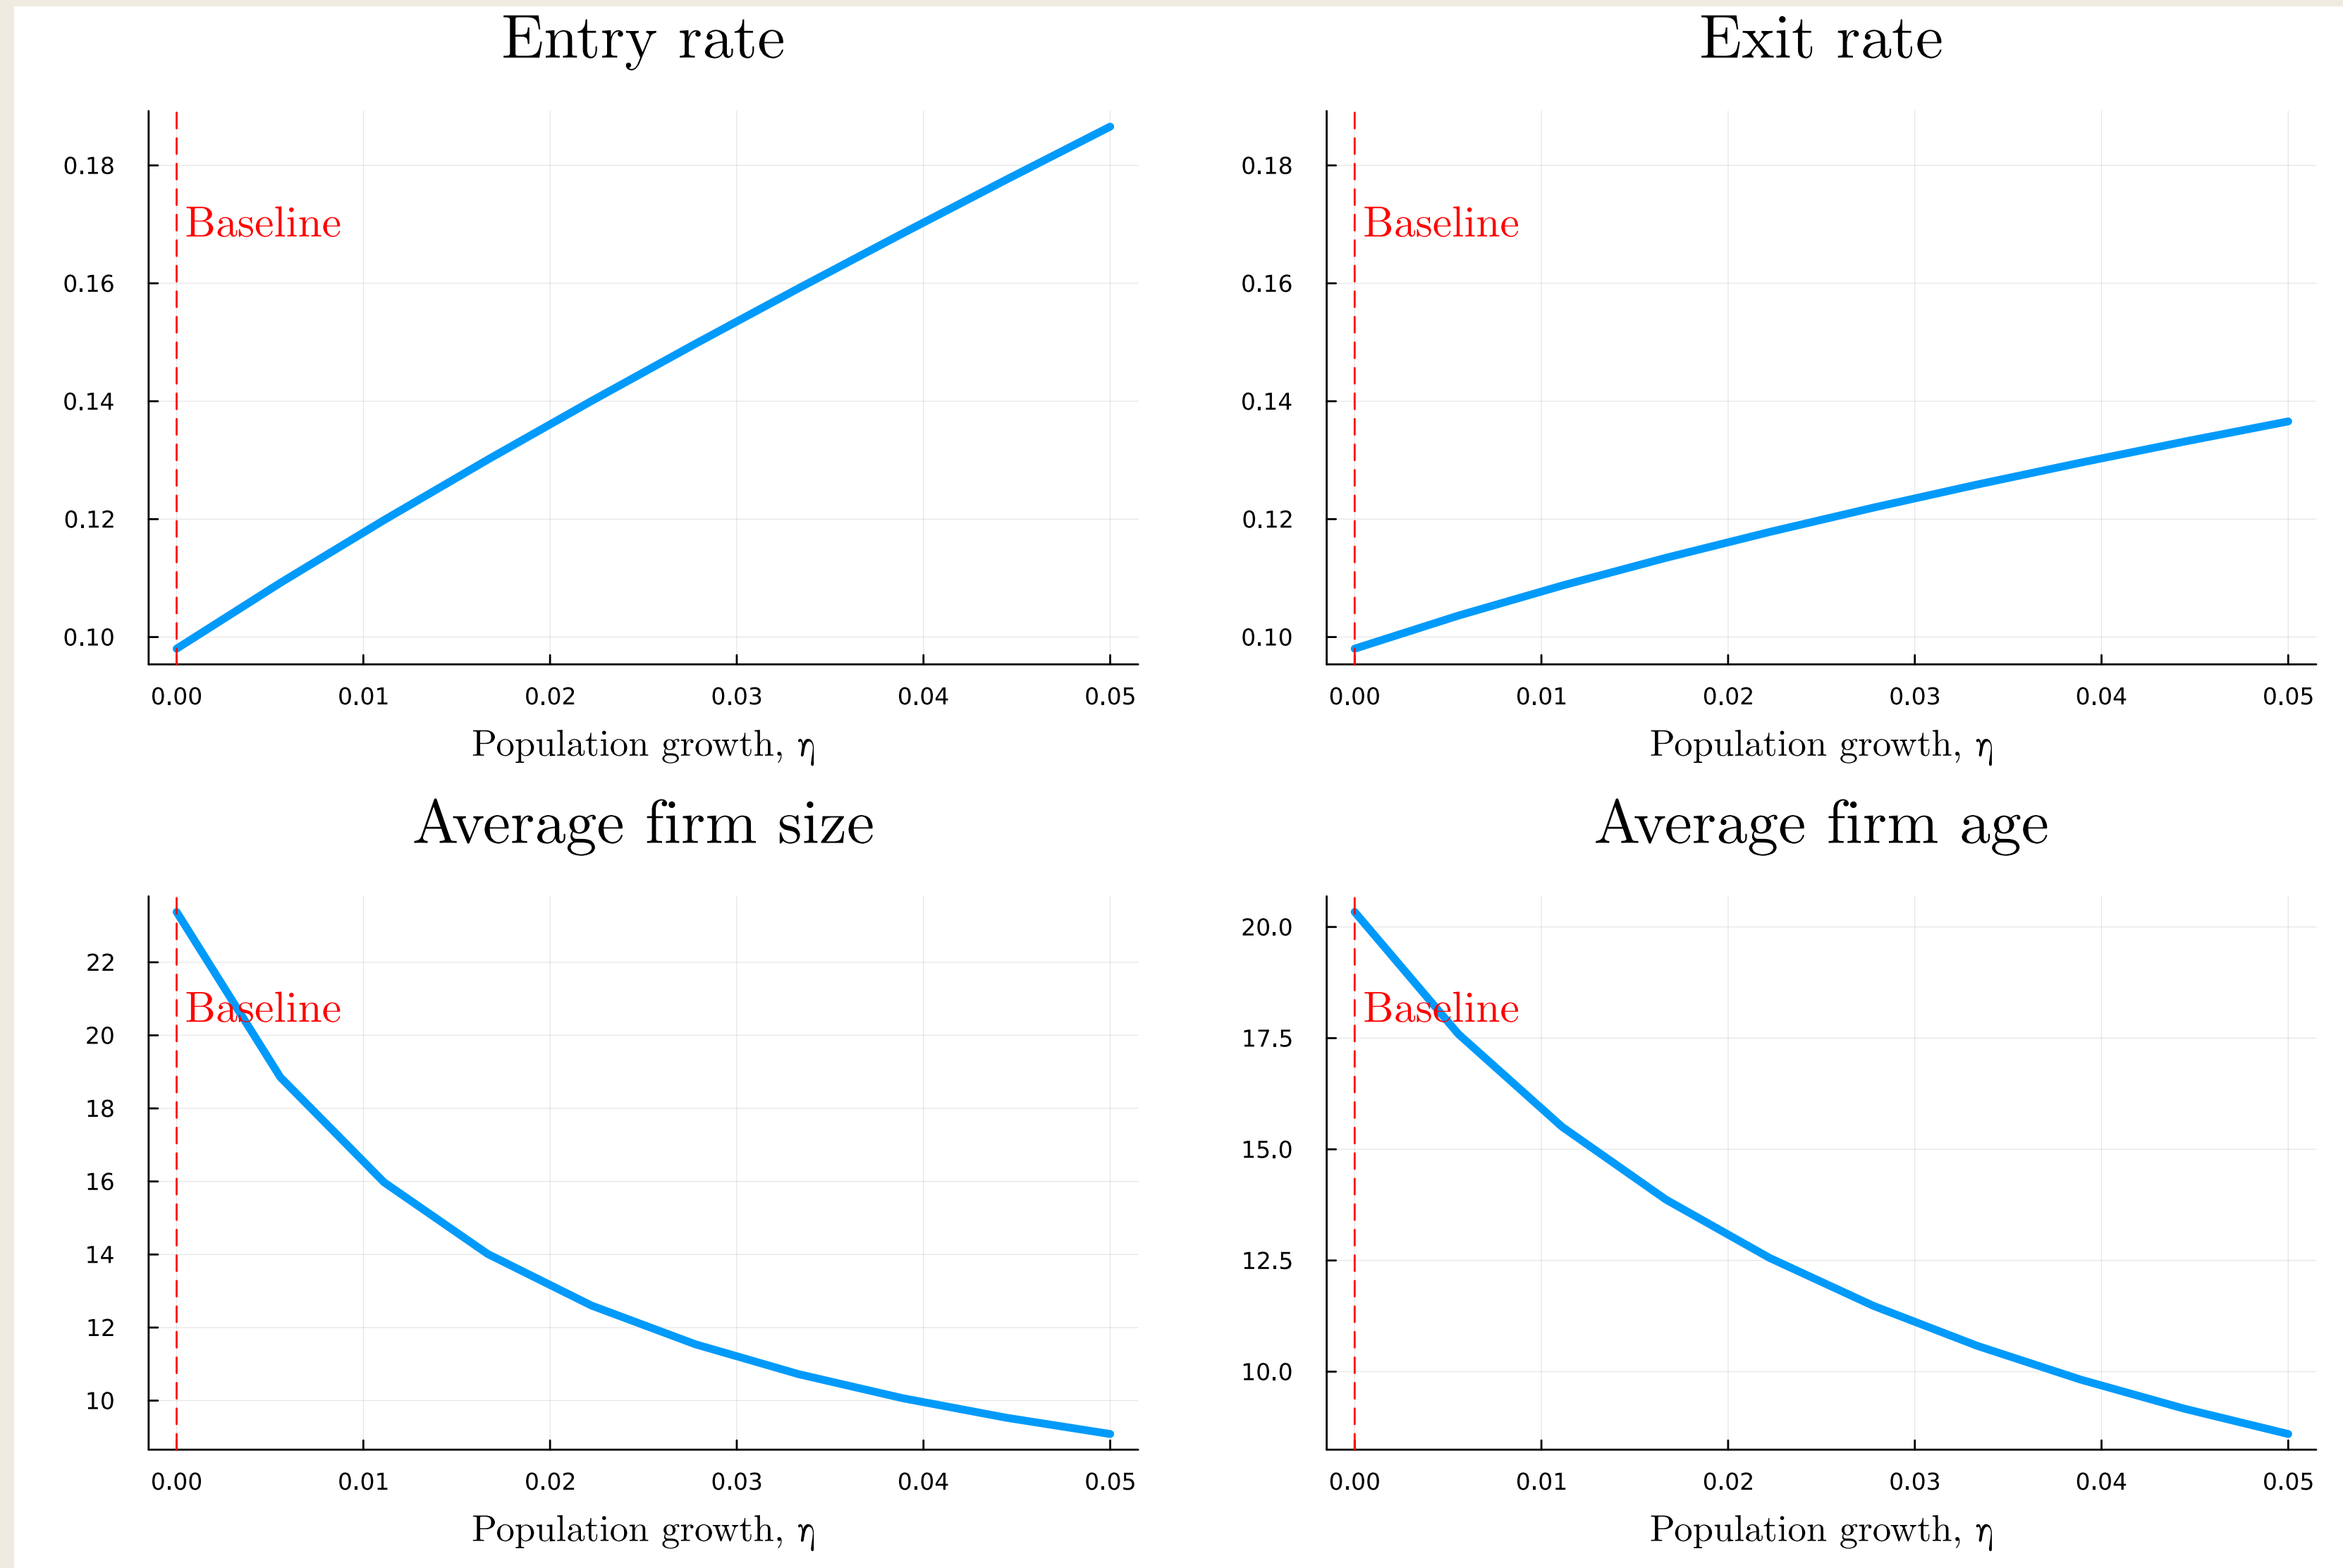 Entry rate
Exit rate
0.18
0.16
0.14
0.12
0.10
Baseline
0.00 0.01 0.02 0.03 0.04 0.05
Population growth, η
0.18
0.16
0.14
0.12
0.10
Baseline
0.00 0.01 0.02 0.03 0.04 0.05
Population growth, η
Average firm size
Average firm age
22
20
18
16
14
12
10
Baseline
0.00 0.01 0.02 0.03 0.04 0.05
Population growth, η
20.0
17.5
15.0
12.5
10.0
Baseline
0.00 0.01 0.02 0.03 0.04 0.05
Population growth, η